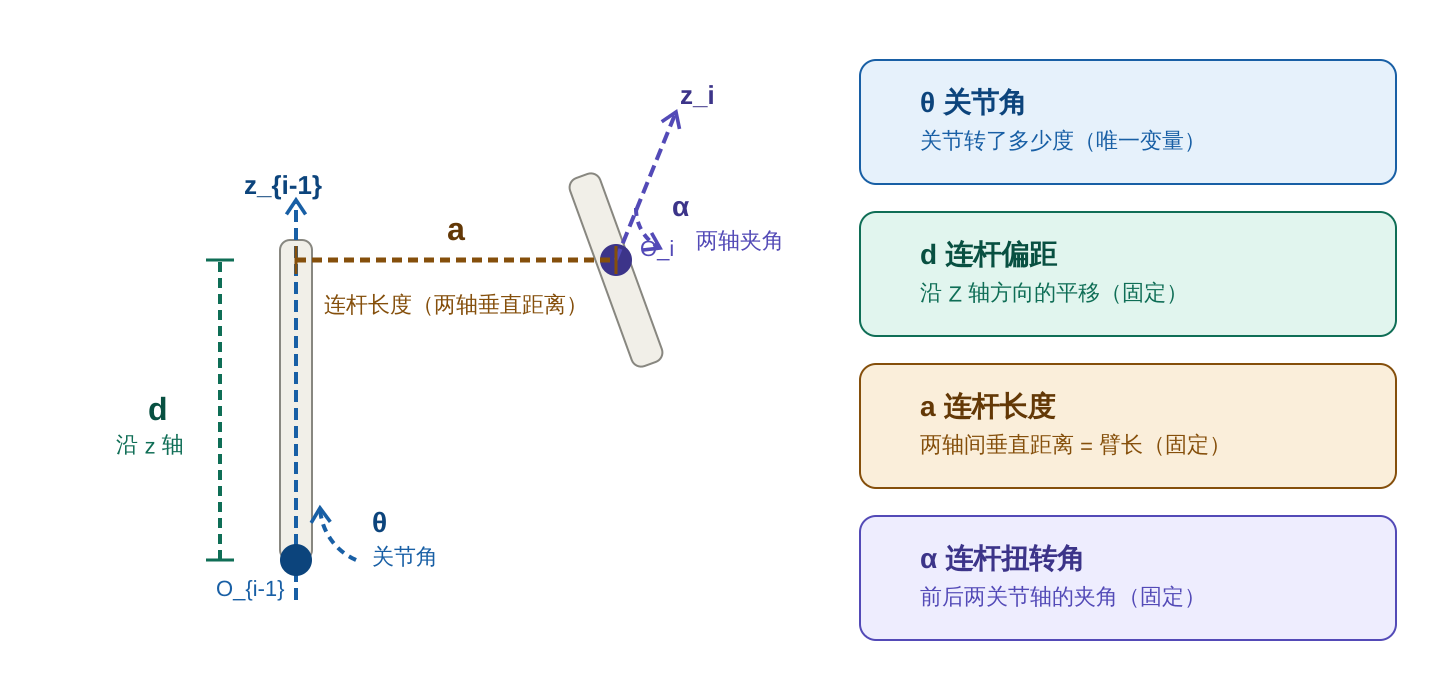 z_i
z_{i-1}
α
a
O_i
两轴夹角
连杆长度（两轴垂直距离）
d
沿 z 轴
θ
关节角
O_{i-1}
θ 关节角
关节转了多少度（唯一变量）
d 连杆偏距
沿 Z 轴方向的平移（固定）
a 连杆长度
两轴间垂直距离 = 臂长（固定）
α 连杆扭转角
前后两关节轴的夹角（固定）